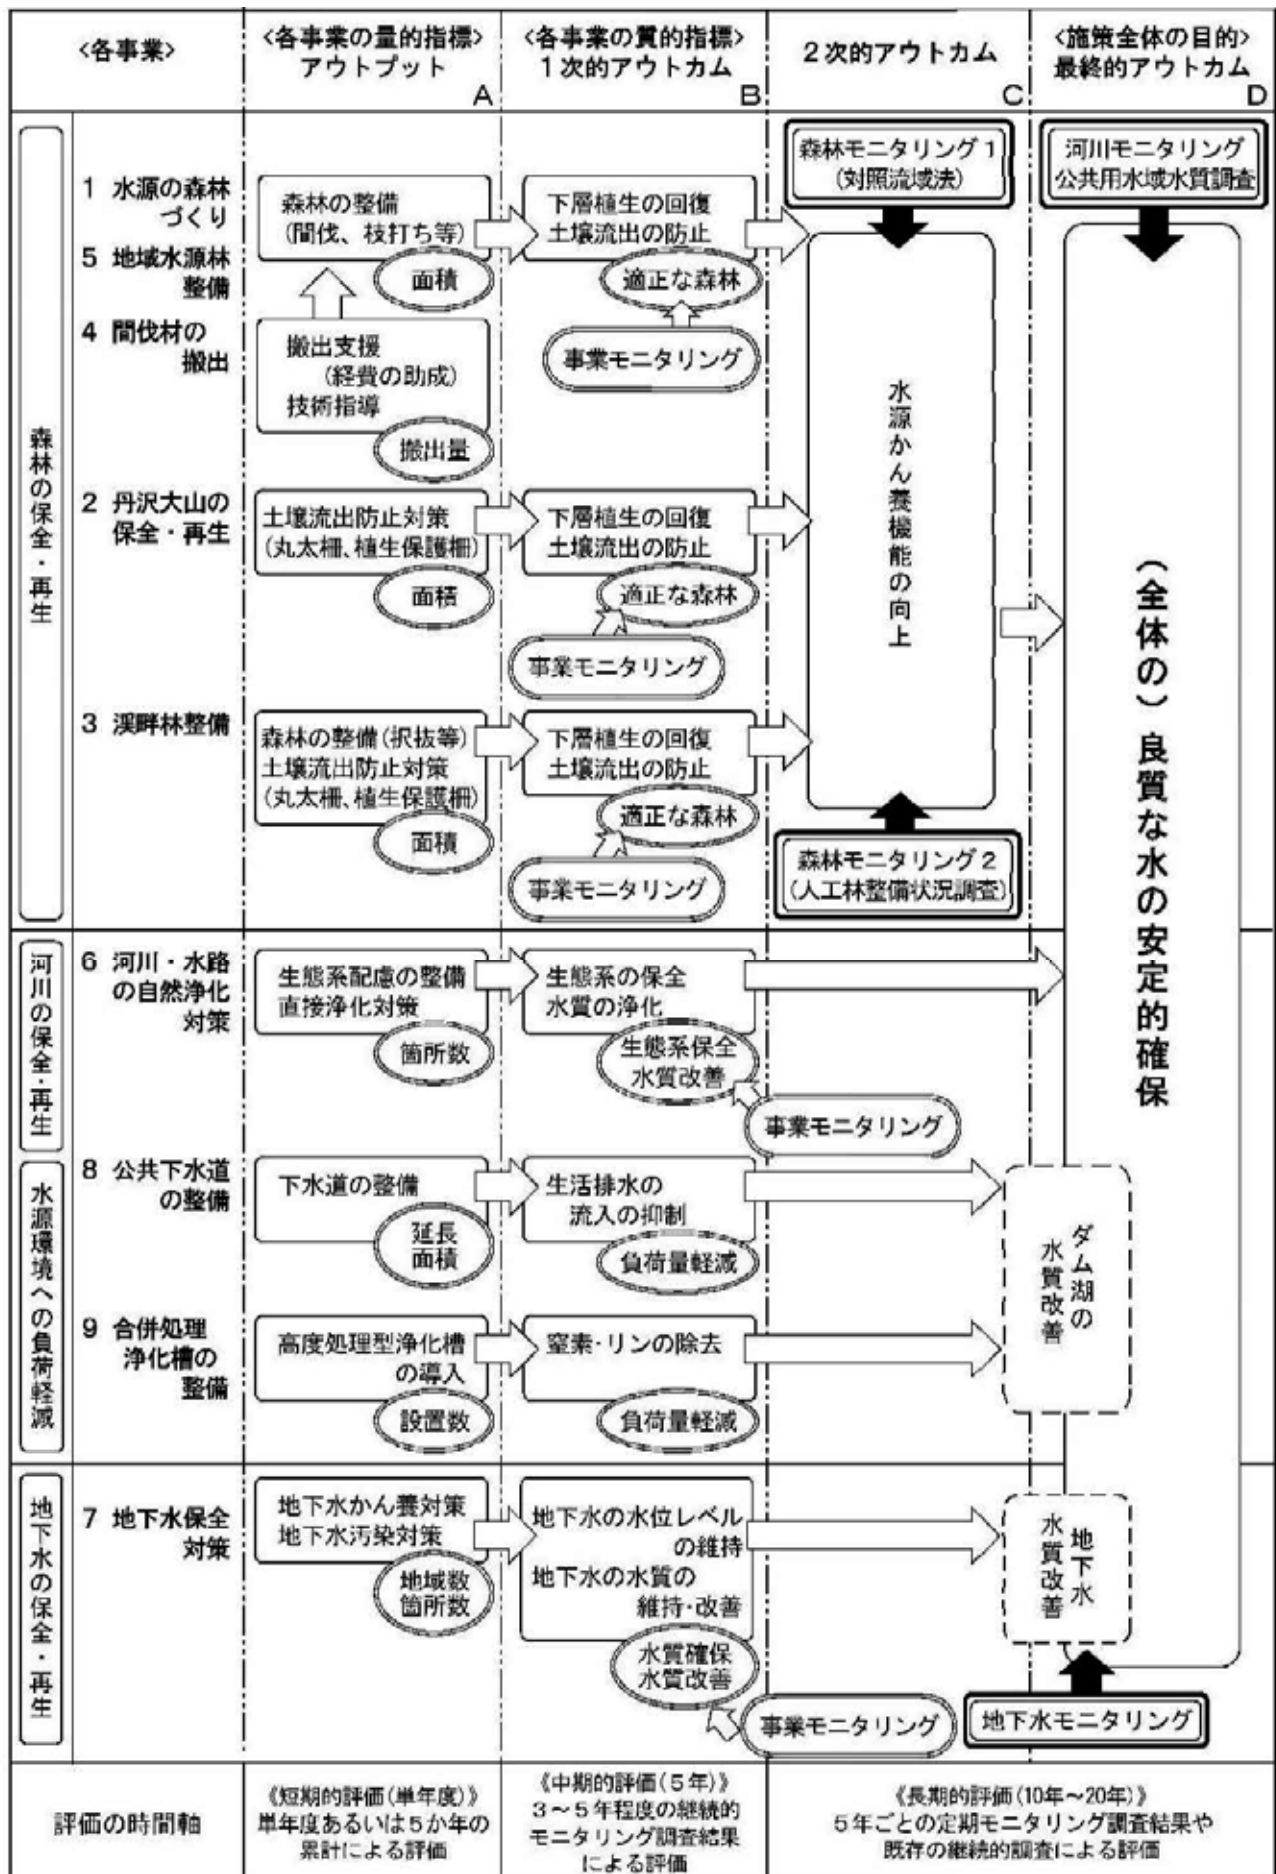 <各事業>
<各事業の量的指標>
アウトプット
A
<各事業の質的指標>
1次的アウトカム
B
2次的アウトカム
C
<施策全体の目的>
最終的アウトカム
D
森林の保全・再生
1 水源の森林
づくり
5 地域水源林
整備
4 間伐材の
搬出
森林の整備
(間伐、枝打ち等)
面積
搬出支援
(経費の助成)
技術指導
搬出量
下層植生の回復
土壌流出の防止
適正な森林
事業モニタリング
森林モニタリング1
(対照流域法)
河川モニタリング
公共用水域水質調査
水源かん養機能の向上
(全体の)良質な水の安定的確保
2 丹沢大山の
保全・再生
土壌流出防止対策
(丸太柵、植生保護柵)
面積
下層植生の回復
土壌流出の防止
適正な森林
事業モニタリング
3 渓畔林整備
森林の整備(択抜等)
土壌流出防止対策
(丸太柵、植生保護柵)
面積
下層植生の回復
土壌流出の防止
適正な森林
事業モニタリング
森林モニタリング2
(人工林整備状況調査)
河川の保全・再生
6 河川・水路
の自然浄化
対策
生態系配慮の整備
直接浄化対策
箇所数
生態系の保全
水質の浄化
生態系保全
水質改善
事業モニタリング
水源環境への負荷軽減
8 公共下水道
の整備
下水道の整備
延長
面積
生活排水の
流入の抑制
負荷量軽減
9 合併処理
浄化槽の
整備
高度処理型浄化槽
の導入
設置数
窒素・リンの除去
負荷量軽減
ダム湖の
水質改善
地下水の保全・再生
7 地下水保全
対策
地下水かん養対策
地下水汚染対策
地域数
箇所数
地下水の水位レベル
の維持
地下水の水質の
維持・改善
水質確保
水質改善
事業モニタリング
地下水
水質改善
地下水モニタリング
評価の時間軸
《短期的評価(単年度)》
単年度あるいは5か年の
累計による評価
《中期的評価(5年)》
3～5年程度の継続的
モニタリング調査結果
による評価
《長期的評価(10年～20年)》
5年ごとの定期モニタリング調査結果や
既存の継続的調査による評価